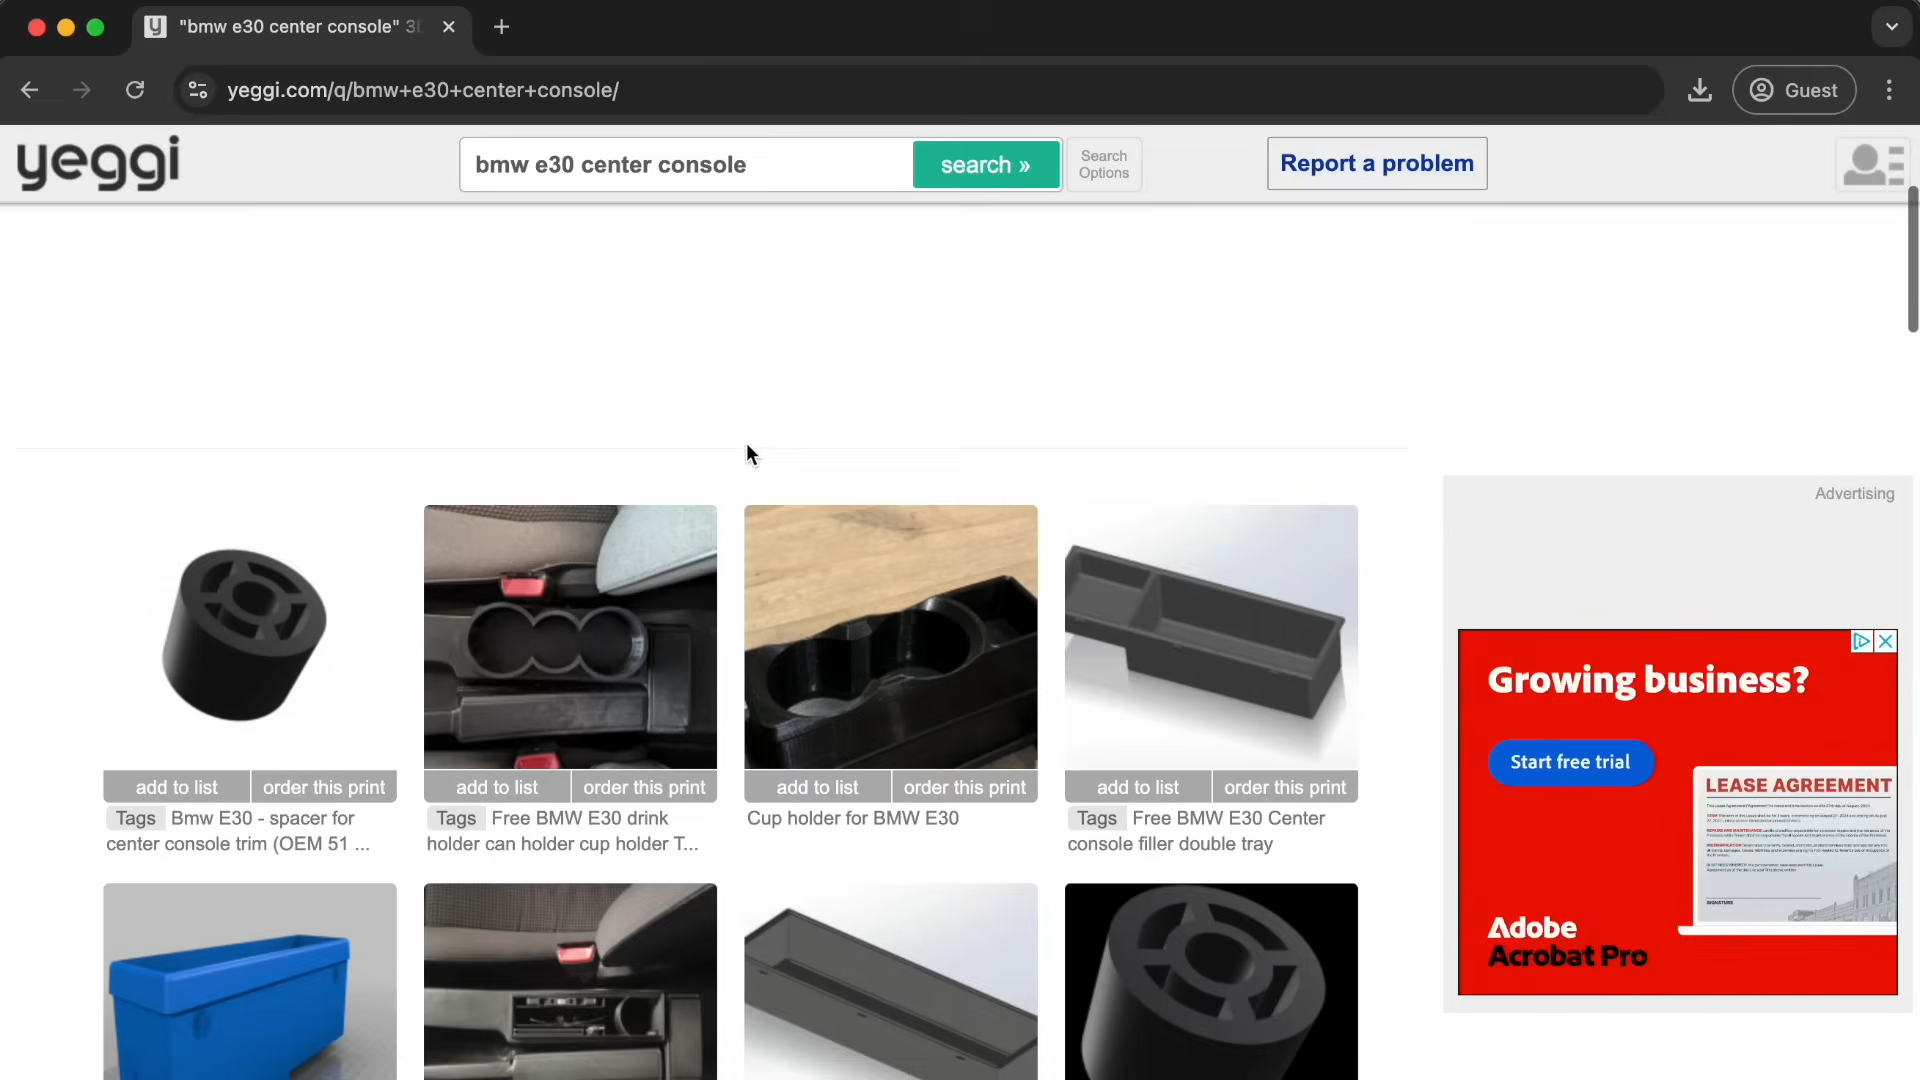 "bmw e30 center console" 3D
yeggi.com/q/bmw+e30+center+console/
Guest
yeggi
bmw e30 center console
search »
Search
Options
Report a problem
Advertising
Growing business?
Start free trial
LEASE AGREEMENT
SIGNATURE
Adobe
Acrobat Pro
add to list
order this print
add to list
order this print
add to list
order this print
add to list
order this print
Tags Bmw E30 - spacer for
center console trim (OEM 51 ...
Tags Free BMW E30 drink
holder can holder cup holder T...
Cup holder for BMW E30
Tags Free BMW E30 Center
console filler double tray